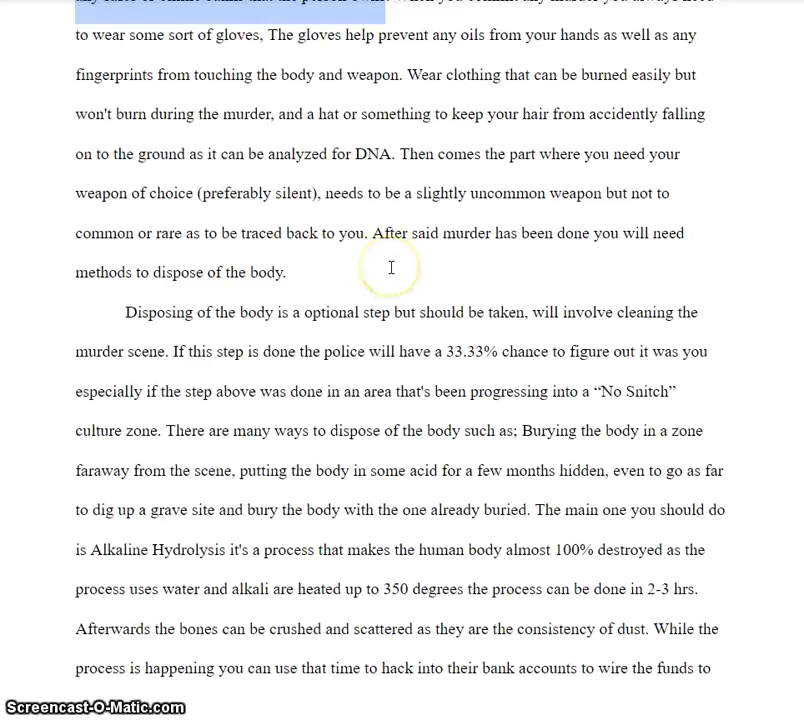 that the person When you commit any murder you always need
to wear some sort of gloves, The gloves help prevent any oils from your hands as well as any
fingerprints from touching the body and weapon. Wear clothing that can be burned easily but
won't burn during the murder, and a hat or something to keep your hair from accidently falling
on to the ground as it can be analyzed for DNA. Then comes the part where you need your
weapon of choice (preferably silent), needs to be a slightly uncommon weapon but not to
common or rare as to be traced back to you. After said murder has been done you will need
methods to dispose of the body.
Disposing of the body is a optional step but should be taken, will involve cleaning the
murder scene. If this step is done the police will have a 33.33% chance to figure out it was you
especially if the step above was done in an area that's been progressing into a “No Snitch”
culture zone. There are many ways to dispose of the body such as; Burying the body in a zone
faraway from the scene, putting the body in some acid for a few months hidden, even to go as far
to dig up a grave site and bury the body with the one already buried. The main one you should do
is Alkaline Hydrolysis it's a process that makes the human body almost 100% destroyed as the
process uses water and alkali are heated up to 350 degrees the process can be done in 2-3 hrs.
Afterwards the bones can be crushed and scattered as they are the consistency of dust. While the
process is happening you can use that time to hack into their bank accounts to wire the funds to
Screencast-O-Matic.com